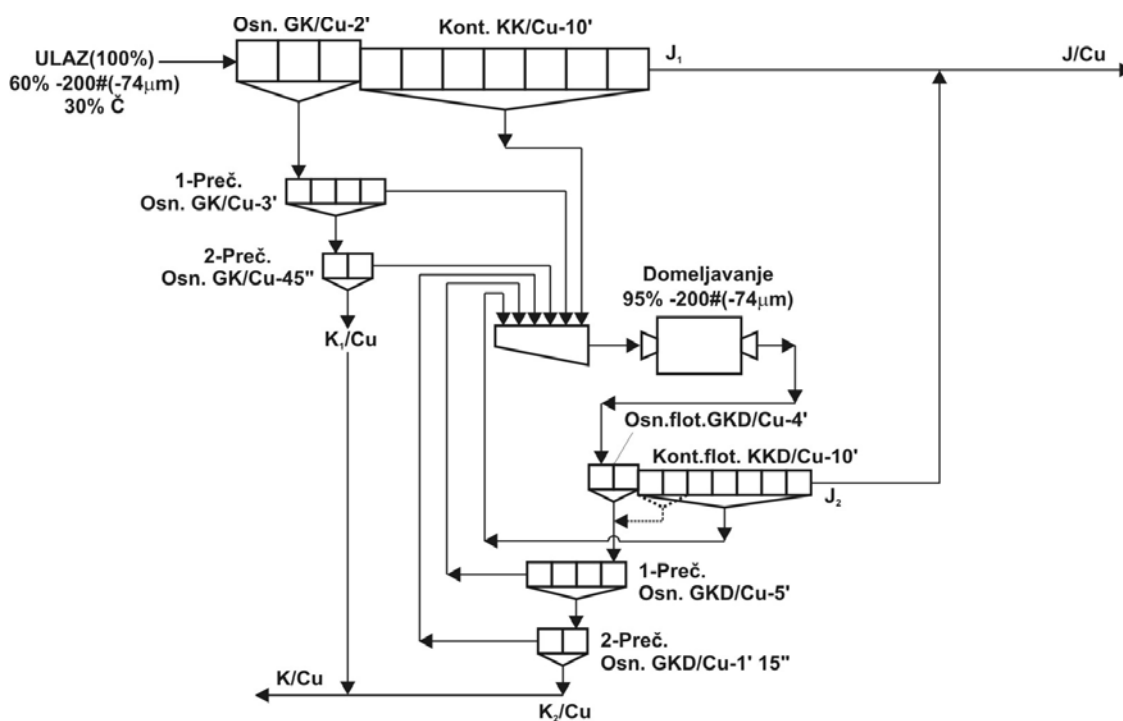 Osn. GK/Cu-2'
Kont. KK/Cu-10'
ULAZ(100%)
60% -200#(-74μm)
30% Č
J₁
J/Cu
1-Preč.
Osn. GK/Cu-3'
2-Preč.
Osn. GK/Cu-45"
K₁/Cu
Domeljavanje
95% -200#(-74μm)
Osn.flot.GKD/Cu-4'
Kont.flot. KKD/Cu-10'
J₂
1-Preč.
Osn. GKD/Cu-5'
2-Preč.
Osn. GKD/Cu-1' 15"
K/Cu
K₂/Cu